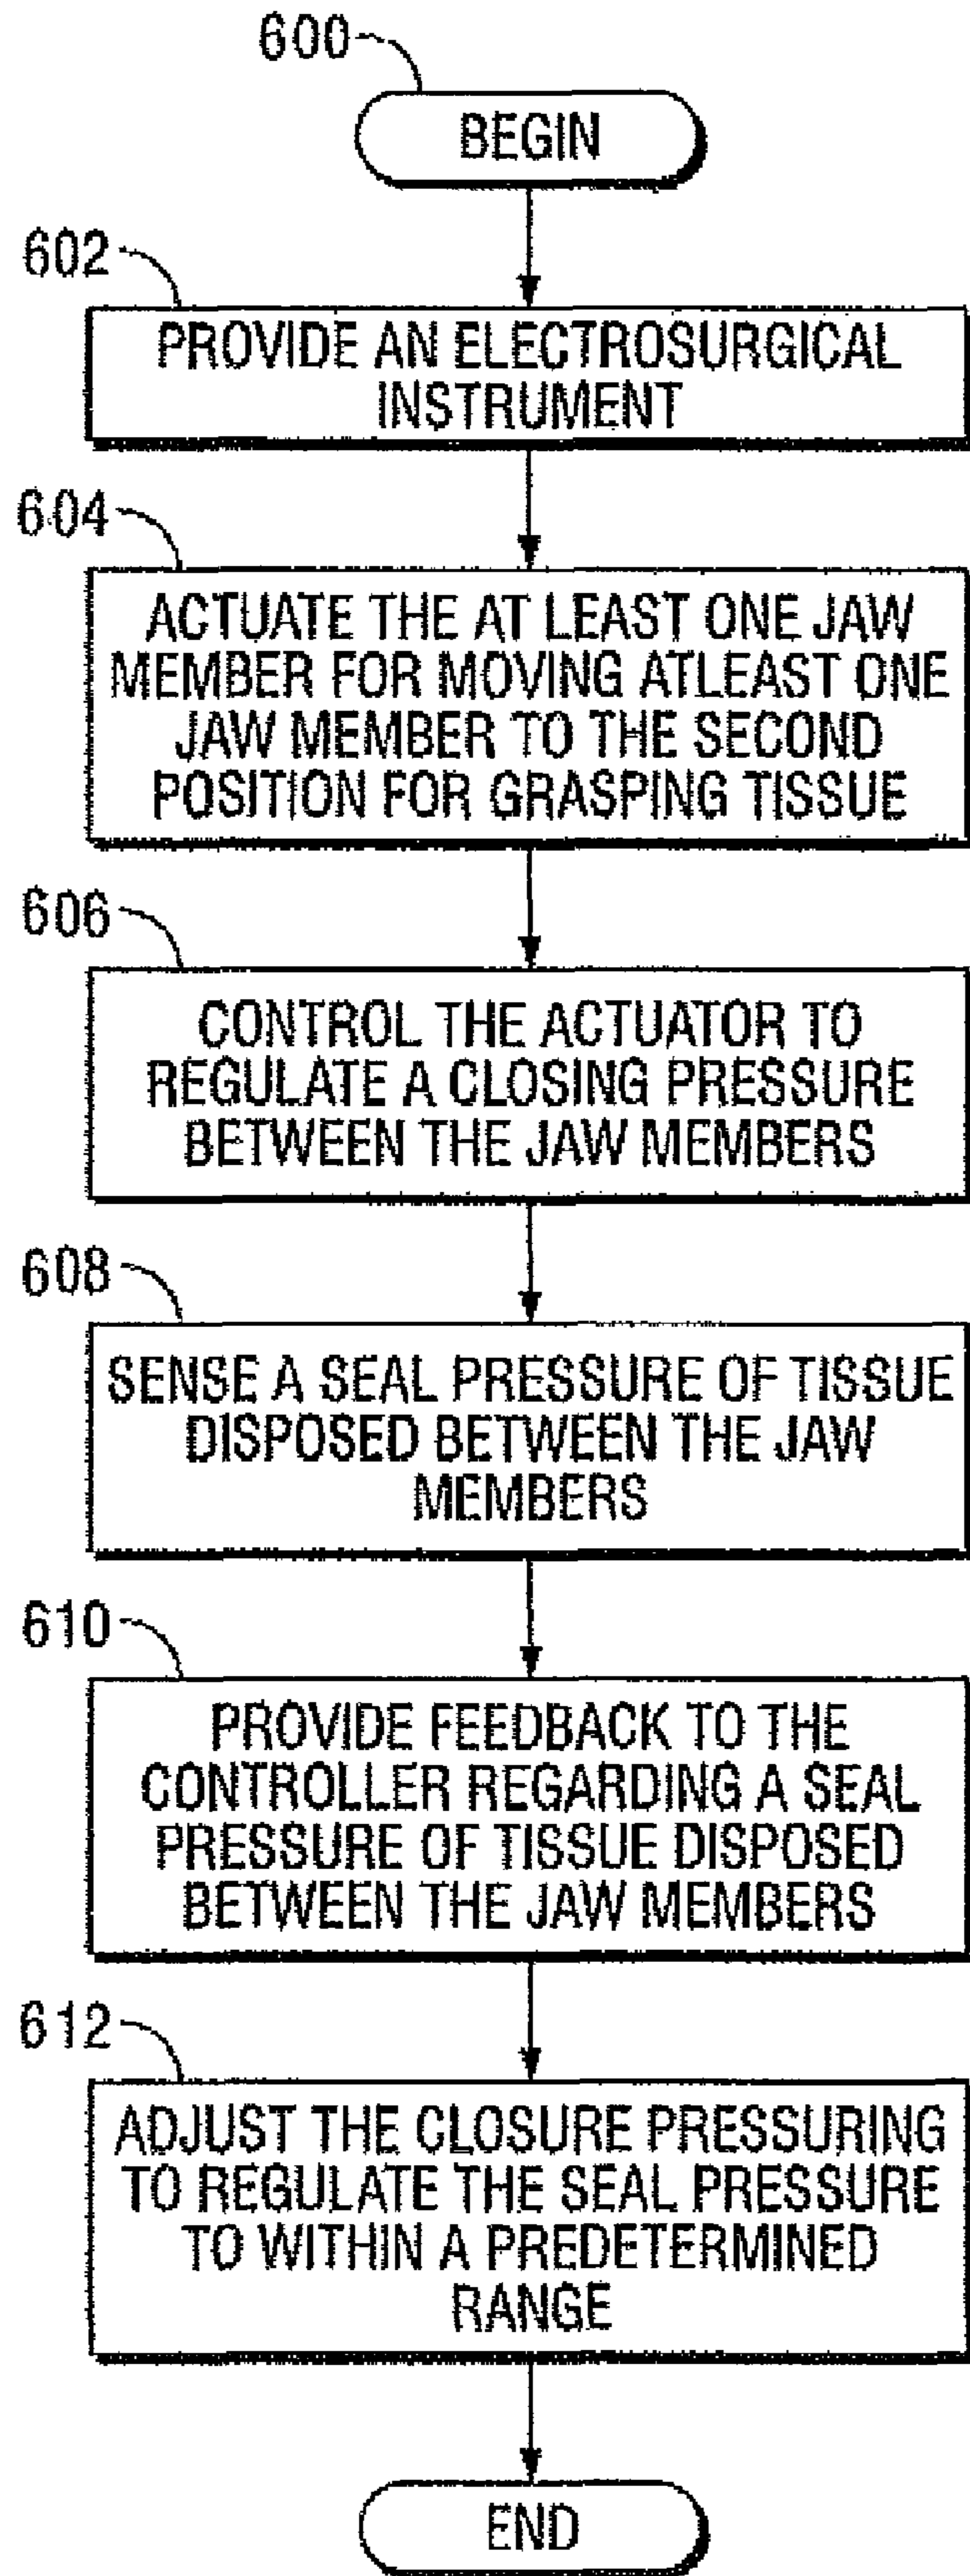 600
BEGIN
602
PROVIDE AN ELECTROSURGICAL
INSTRUMENT
604
ACTUATE THE AT LEAST ONE JAW
MEMBER FOR MOVING ATLEAST ONE
JAW MEMBER TO THE SECOND
POSITION FOR GRASPING TISSUE
606
CONTROL THE ACTUATOR TO
REGULATE A CLOSING PRESSURE
BETWEEN THE JAW MEMBERS
608
SENSE A SEAL PRESSURE OF TISSUE
DISPOSED BETWEEN THE JAW
MEMBERS
610
PROVIDE FEEDBACK TO THE
CONTROLLER REGARDING A SEAL
PRESSURE OF TISSUE DISPOSED
BETWEEN THE JAW MEMBERS
612
ADJUST THE CLOSURE PRESSURING
TO REGULATE THE SEAL PRESSURE
TO WITHIN A PREDETERMINED
RANGE
END